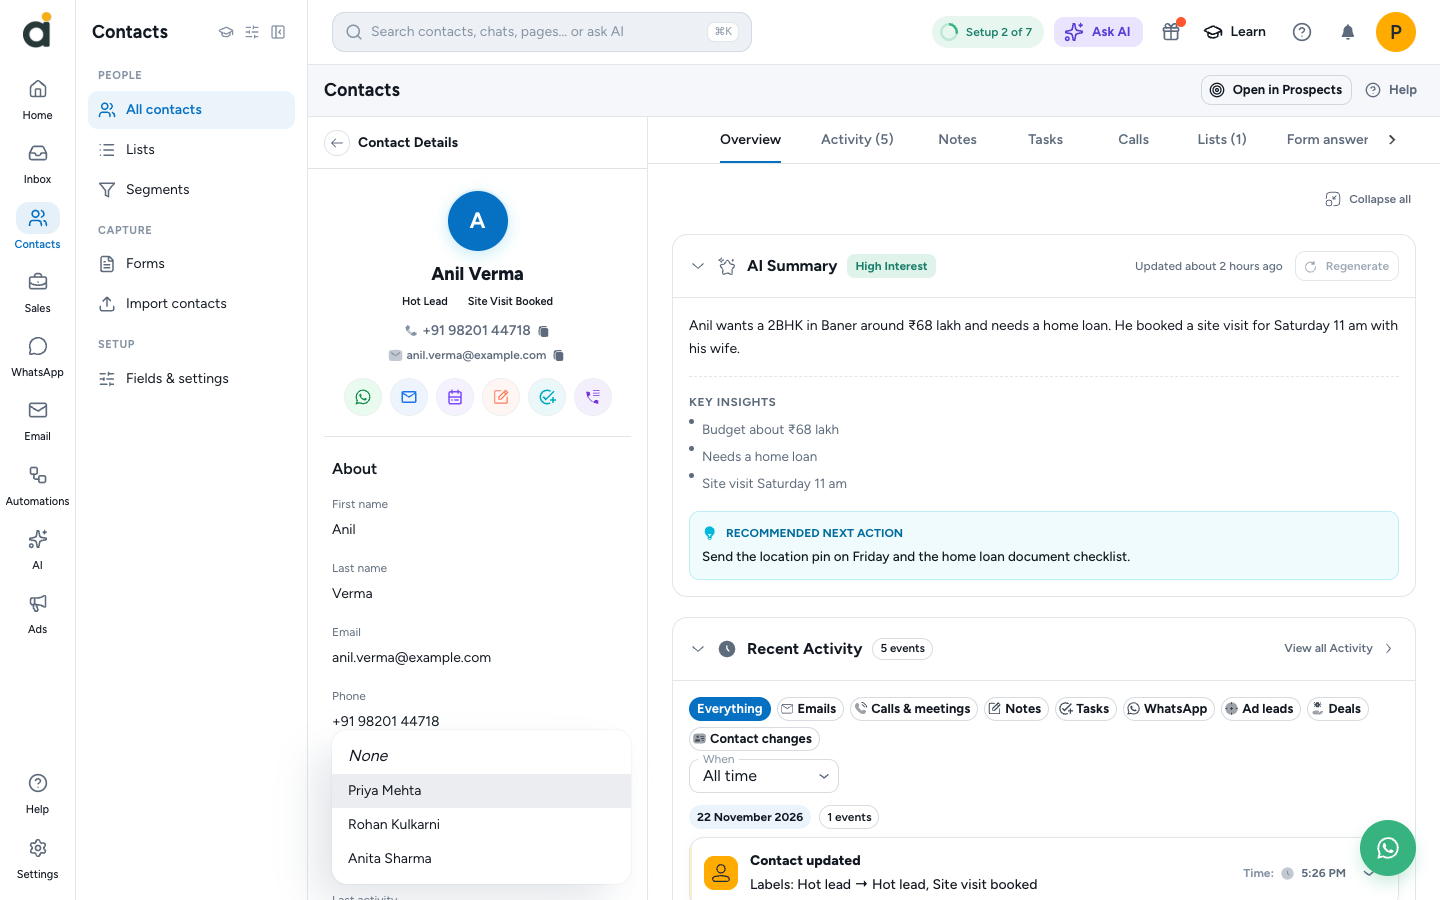 Contacts
Search contacts, chats, pages... or ask AI
⌘K
Setup 2 of 7
Ask AI
Learn
P
Home
Inbox
Contacts
Sales
WhatsApp
Email
Automations
AI
Ads
Help
Settings
PEOPLE
All contacts
Lists
Segments
CAPTURE
Forms
Import contacts
SETUP
Fields & settings
Contacts
Open in Prospects
Help
Contact Details
A
Anil Verma
Hot Lead Site Visit Booked
+91 98201 44718
anil.verma@example.com
About
First name
Anil
Last name
Verma
Email
anil.verma@example.com
Phone
+91 98201 44718
None
Priya Mehta
Rohan Kulkarni
Anita Sharma
Last activity
Overview Activity (5) Notes Tasks Calls Lists (1) Form answer
Collapse all
AI Summary High Interest Updated about 2 hours ago Regenerate
Anil wants a 2BHK in Baner around ₹68 lakh and needs a home loan. He booked a site visit for Saturday 11 am with
his wife.
KEY INSIGHTS
Budget about ₹68 lakh
Needs a home loan
Site visit Saturday 11 am
RECOMMENDED NEXT ACTION
Send the location pin on Friday and the home loan document checklist.
Recent Activity 5 events View all Activity
Everything Emails Calls & meetings Notes Tasks WhatsApp Ad leads Deals
Contact changes
When
All time
22 November 2026 1 events
Contact updated
Labels: Hot lead → Hot lead, Site visit booked
Time: 5:26 PM